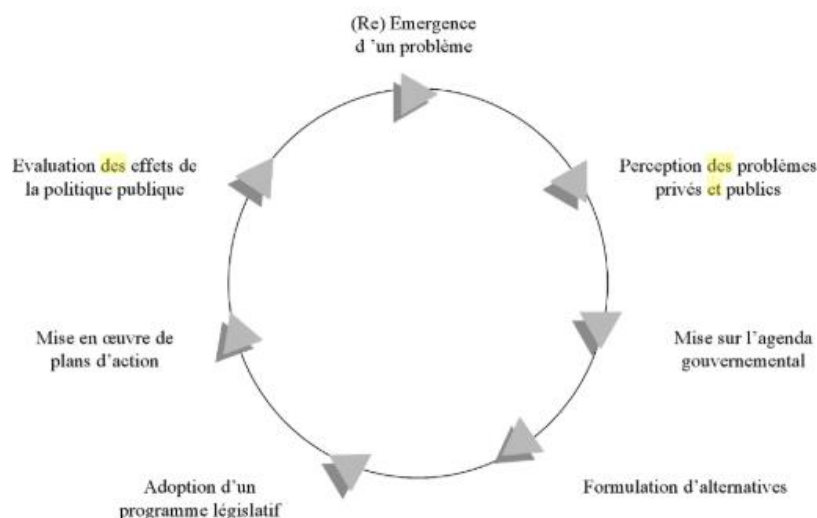 (Re) Emergence
d 'un problème
Perception des problèmes
privés et publics
Mise sur l'agenda
gouvernemental
Formulation d'alternatives
Adoption d'un
programme législatif
Mise en œuvre de
plans d'action
Evaluation des effets de
la politique publique